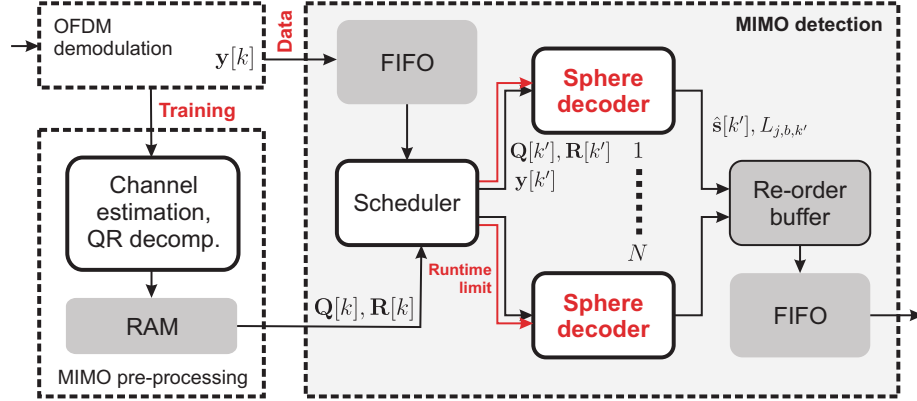 OFDM
demodulation
y[k]
Data
Training
Channel
estimation,
QR decomp.
RAM
MIMO pre-processing
Q[k], R[k]
MIMO detection
FIFO
Scheduler
Runtime
limit
Q[k′], R[k′]
y[k′]
Sphere
decoder
1
N
Sphere
decoder
ŝ[k′], L_{j,b,k′}
Re-order
buffer
FIFO